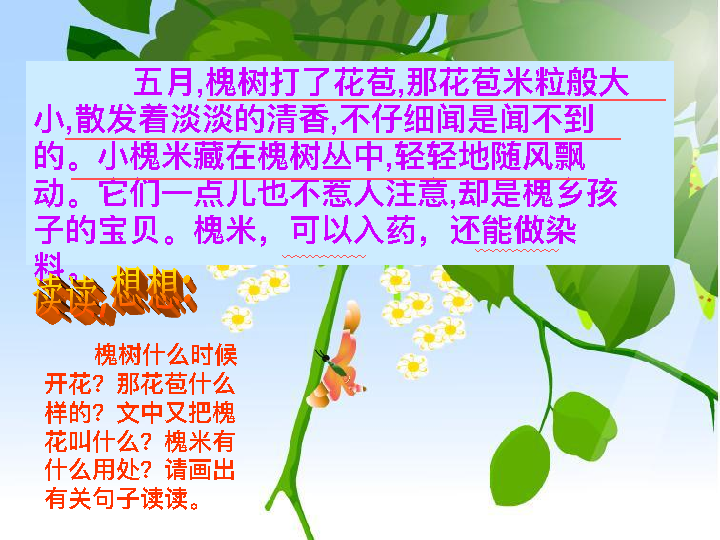 五月,槐树打了花苞,那花苞米粒般大
小,散发着淡淡的清香,不仔细闻是闻不到
的。小槐米藏在槐树丛中,轻轻地随风飘
动。它们一点儿也不惹人注意,却是槐乡孩
子的宝贝。槐米，可以入药，还能做染
料。
读读,想想:
槐树什么时候
开花？那花苞什么
样的？文中又把槐
花叫什么？槐米有
什么用处？请画出
有关句子读读。